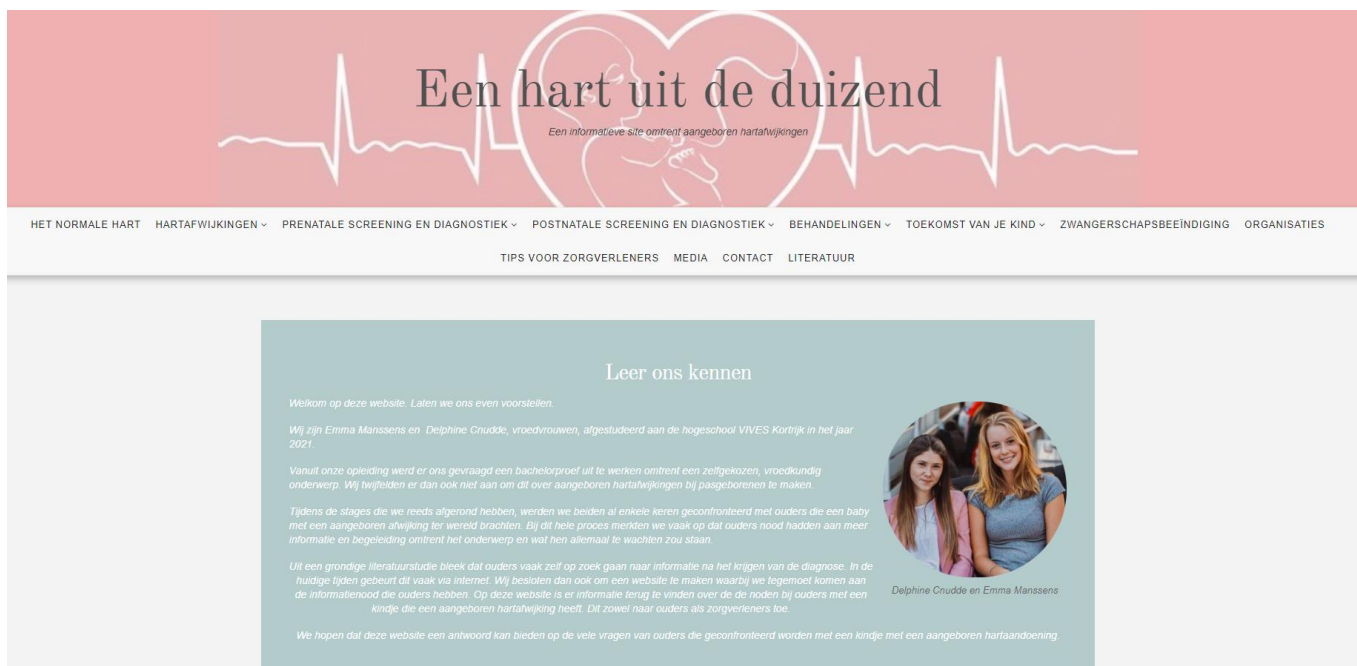 Een hart uit de duizend
Een informatieve site omtrent aangeboren hartafwijkingen
HET NORMALE HART HARTAFWIJKINGEN PRENATALE SCREENING EN DIAGNOSTIEK POSTNATALE SCREENING EN DIAGNOSTIEK BEHANDELINGEN TOEKOMST VAN JE KIND ZWANGERSCHAPSBEEÏNDIGING ORGANISATIES
TIPS VOOR ZORGVERLENERS MEDIA CONTACT LITERATUUR
Leer ons kennen
Welkom op deze website. Laten we ons even voorstellen.
Wij zijn Emma Manssens en Delphine Cnudde, vroedvrouwen, afgestudeerd aan de hogeschool VIVES Kortrijk in het jaar
2021.
Vanuit onze opleiding werd er ons gevraagd een bachelorproef uit te werken omtrent een zelfgekozen, vroedkundig
onderwerp. Wij twijfelden er dan ook niet aan om dit over aangeboren hartafwijkingen bij pasgeborenen te maken.
Tijdens de stages die we reeds afgerond hebben, werden we beiden al enkele keren geconfronteerd met ouders die een baby
met een aangeboren afwijking ter wereld brachten. Bij dit hele proces merkten we vaak op dat ouders nood hadden aan meer
informatie en begeleiding omtrent het onderwerp en wat hen allemaal te wachten zou staan.
Uit een grondige literatuurstudie bleek dat ouders vaak zelf op zoek gaan naar informatie na het krijgen van de diagnose. In de
huidige tijden gebeurt dit vaak via internet. Wij besloten dan ook om een website te maken waarbij we tegemoet komen aan
de informatienood die ouders hebben. Op deze website is er informatie terug te vinden over de de noden bij ouders met een
kindje die een aangeboren hartafwijking heeft. Dit zowel naar ouders als zorgverleners toe.
We hopen dat deze website een antwoord kan bieden op de vele vragen van ouders die geconfronteerd worden met een kindje met een aangeboren hartaandoening.
Delphine Cnudde en Emma Manssens